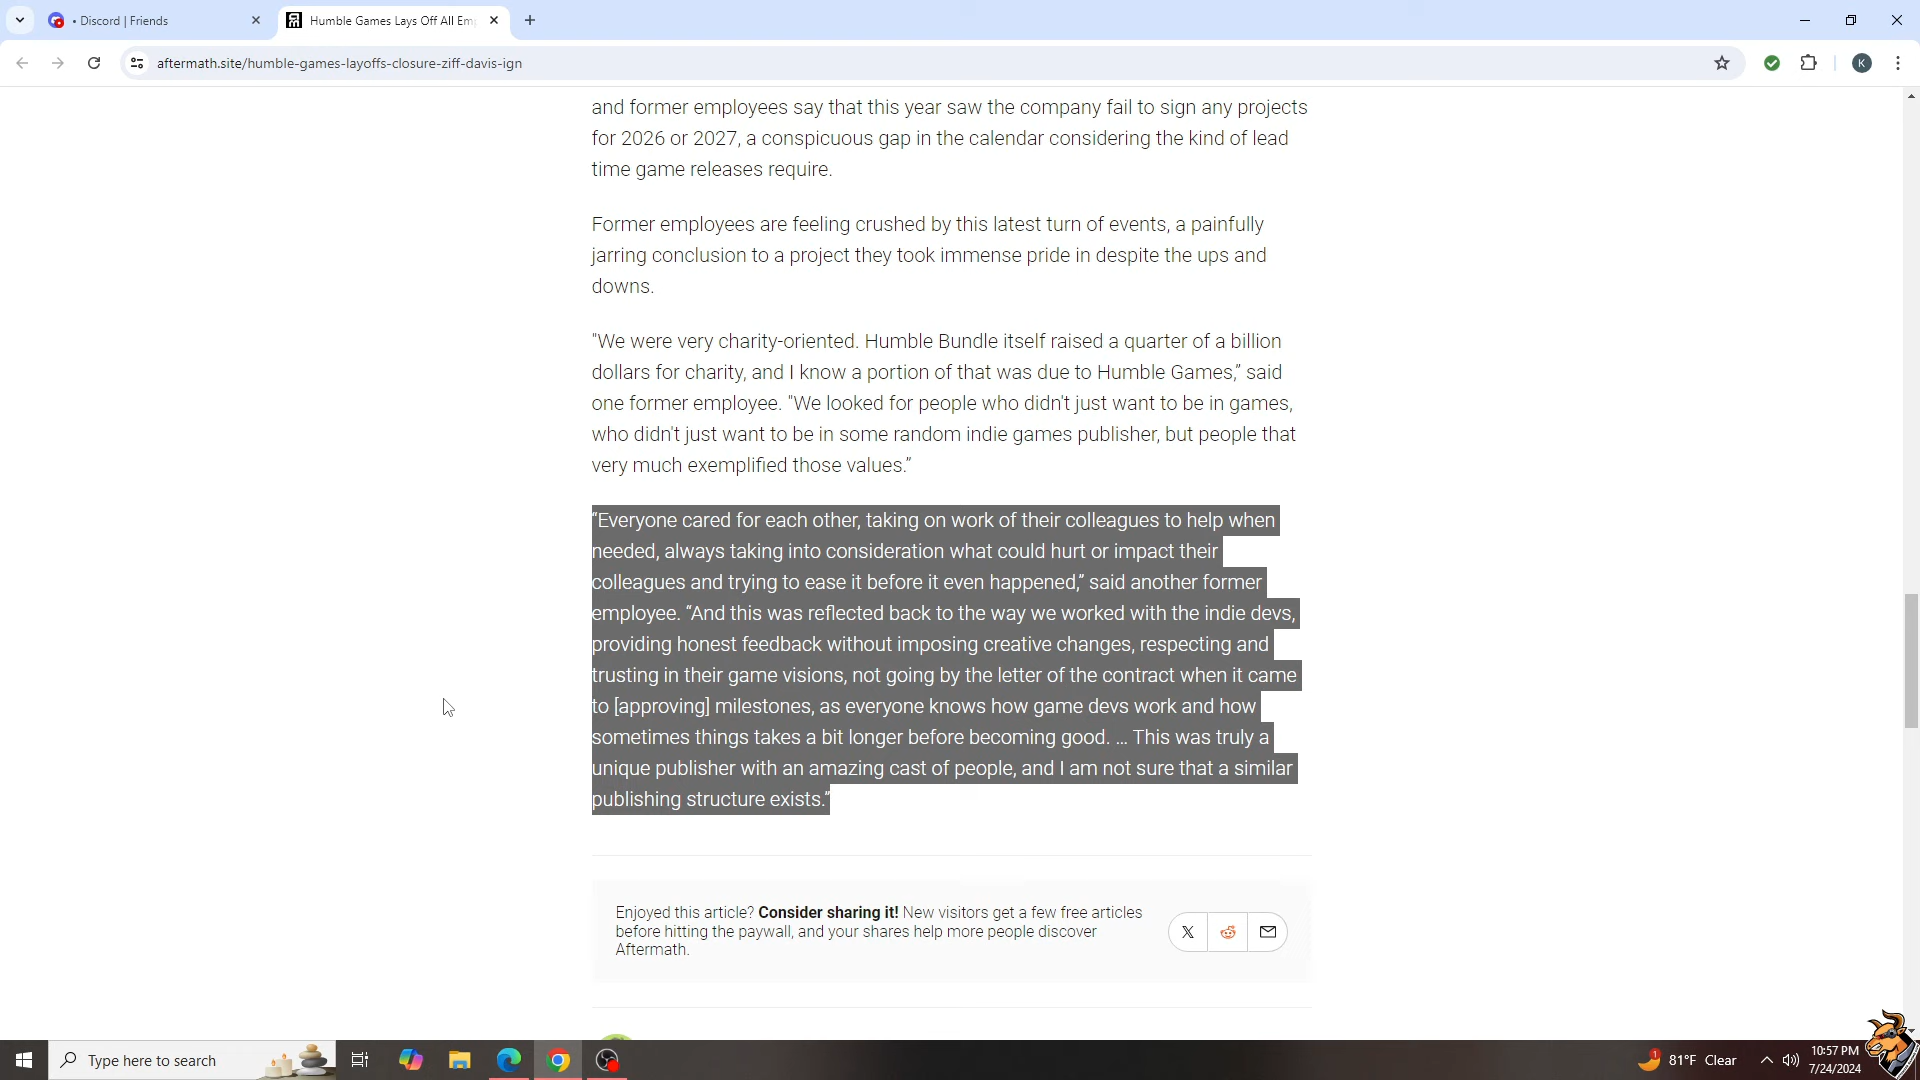 • Discord | Friends
Humble Games Lays Off All Em
aftermath.site/humble-games-layoffs-closure-ziff-davis-ign
K
and former employees say that this year saw the company fail to sign any projects
for 2026 or 2027, a conspicuous gap in the calendar considering the kind of lead
time game releases require.
Former employees are feeling crushed by this latest turn of events, a painfully
jarring conclusion to a project they took immense pride in despite the ups and
downs.
"We were very charity-oriented. Humble Bundle itself raised a quarter of a billion
dollars for charity, and I know a portion of that was due to Humble Games,” said
one former employee. "We looked for people who didn't just want to be in games,
who didn't just want to be in some random indie games publisher, but people that
very much exemplified those values.”
“Everyone cared for each other, taking on work of their colleagues to help when
needed, always taking into consideration what could hurt or impact their
colleagues and trying to ease it before it even happened,” said another former
employee. “And this was reflected back to the way we worked with the indie devs,
providing honest feedback without imposing creative changes, respecting and
trusting in their game visions, not going by the letter of the contract when it came
to [approving] milestones, as everyone knows how game devs work and how
sometimes things takes a bit longer before becoming good. … This was truly a
unique publisher with an amazing cast of people, and I am not sure that a similar
publishing structure exists.”
Enjoyed this article? Consider sharing it! New visitors get a few free articles
before hitting the paywall, and your shares help more people discover
Aftermath.
Type here to search
1
81°F Clear
10:57 PM
7/24/2024